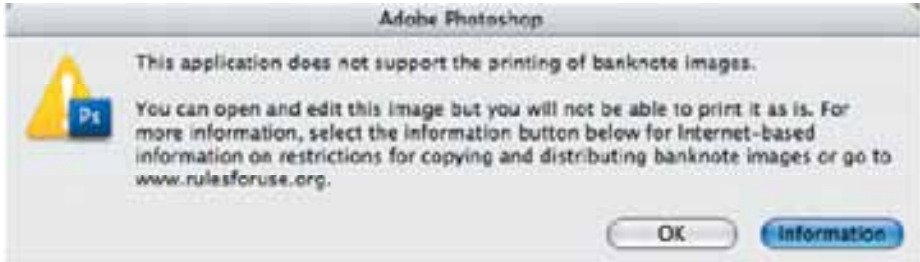 Adobe Photoshop
This application does not support the printing of banknote images.
Ps
You can open and edit this image but you will not be able to print it as is. For
more information, select the information button below for Internet-based
information on restrictions for copying and distributing banknote images or go to
www.rulesforuse.org.
OK
Information